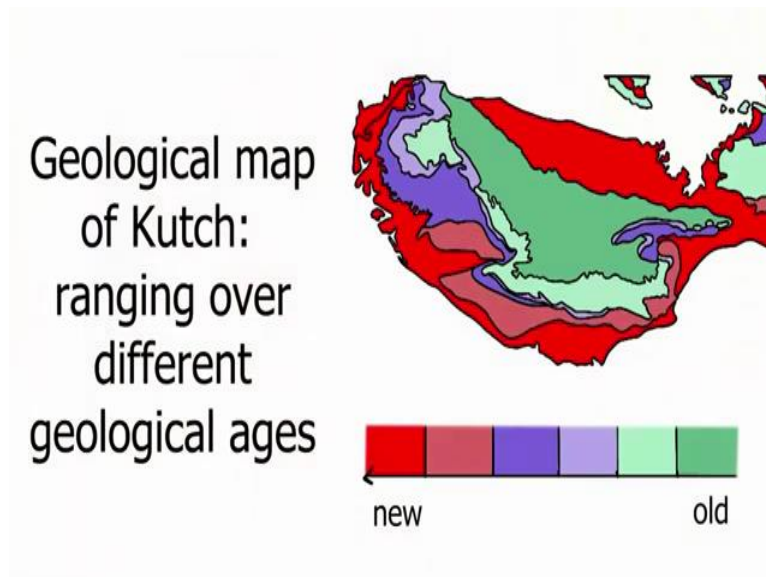 Geological map
of Kutch:
ranging over
different
geological ages
new
old